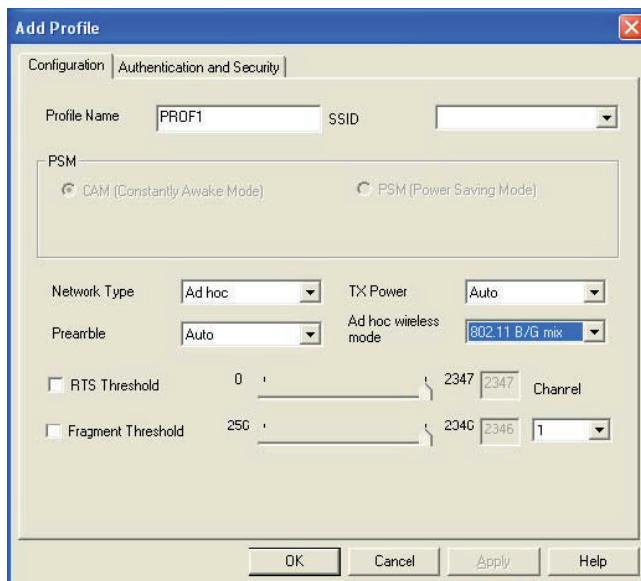 Add Profile
Configuration Authentication and Security
Profile Name PROF1 SSID
PSM
CAM (Constantly Awake Mode) PSM (Power Saving Mode)
Network Type Ad hoc TX Power Auto
Preamble Auto Ad hoc wireless mode 802.11 B/G mix
RTS Threshold 0 2347 2347 Channel
Fragment Threshold 256 2346 2346 1
OK Cancel Apply Help